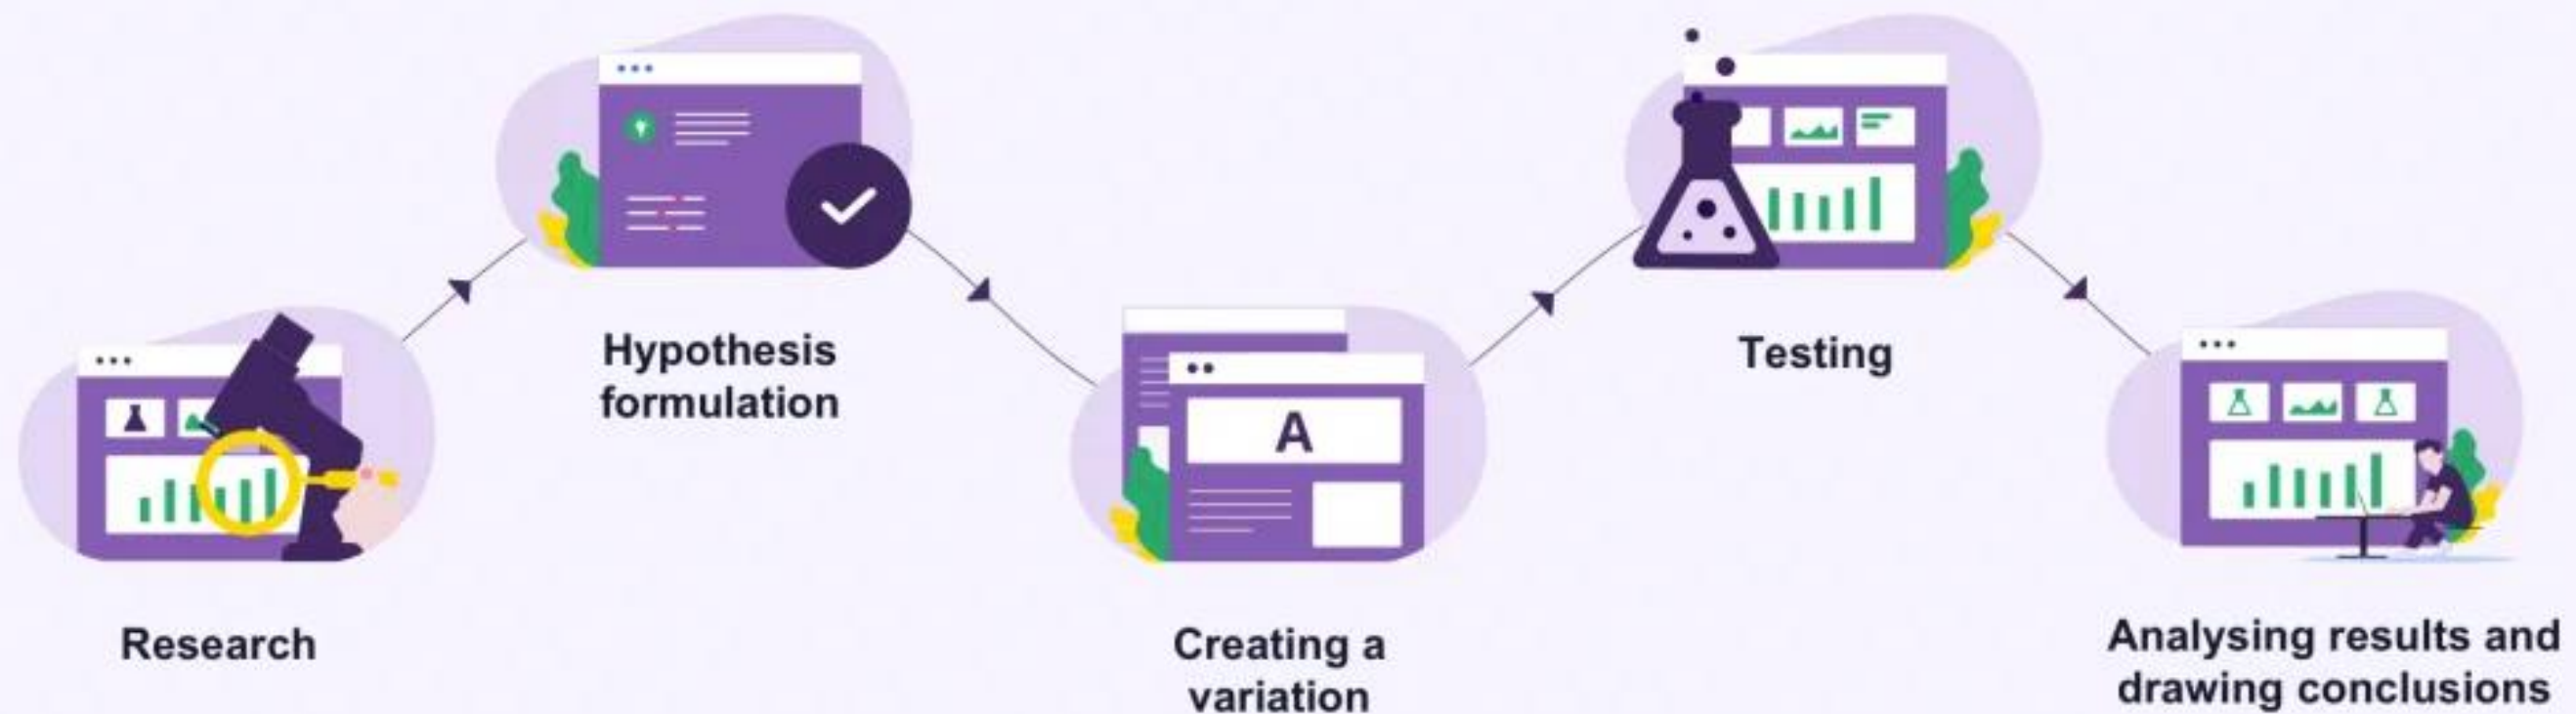 Research
Hypothesis
formulation
A
Creating a
variation
Testing
Analysing results and
drawing conclusions